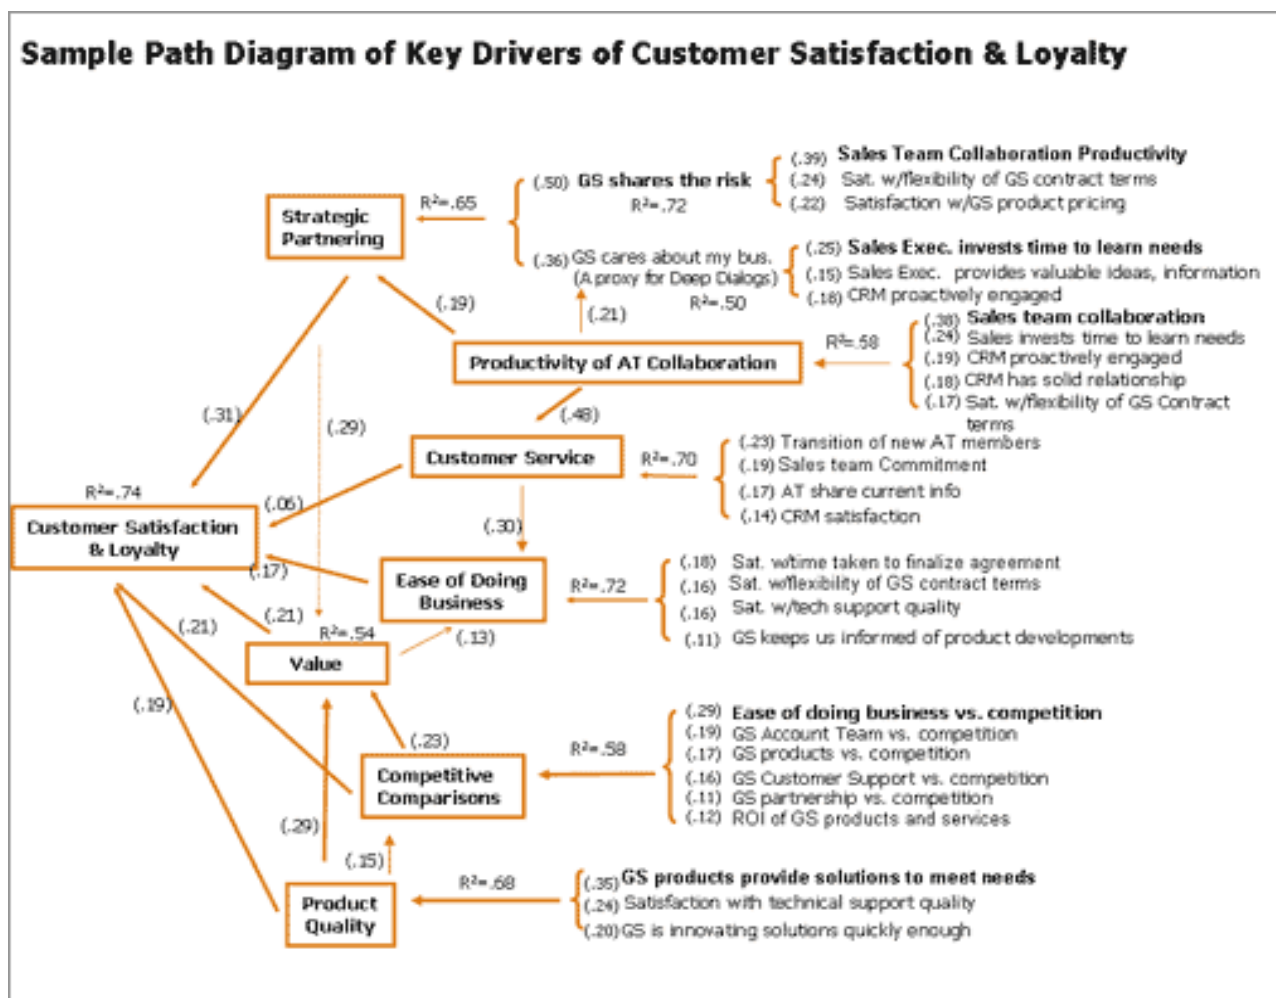 Sample Path Diagram of Key Drivers of Customer Satisfaction & Loyalty
(.39) Sales Team Collaboration Productivity
(.50) GS shares the risk
(.24) Sat. w/flexibility of GS contract terms
R²=.72
(.22) Satisfaction w/GS product pricing
R²=.65
Strategic
Partnering
(.36) GS cares about my bus.
(A proxy for Deep Dialogs)
(.25) Sales Exec. invests time to learn needs
(.15) Sales Exec. provides valuable ideas, information
(.18) CRM proactively engaged
R²=.50
(.19)
(.21)
Productivity of AT Collaboration
R²=.58
(.38) Sales team collaboration
(.24) Sales invests time to learn needs
(.19) CRM proactively engaged
(.18) CRM has solid relationship
(.17) Sat. w/flexibility of GS Contract
terms
(.31)
(.29)
(.48)
Customer Service
R²=.70
(.23) Transition of new AT members
(.19) Sales team Commitment
(.17) AT share current info
(.14) CRM satisfaction
R²=.74
Customer Satisfaction
& Loyalty
(.06)
(.30)
(.17)
Ease of Doing
Business
R²=.72
(.18) Sat. w/time taken to finalize agreement
(.16) Sat. w/flexibility of GS contract terms
(.16) Sat. w/tech support quality
(.11) GS keeps us informed of product developments
(.21)
(.21)
R²=.54
Value
(.13)
(.19)
(.23)
Competitive
Comparisons
R²=.58
(.29) Ease of doing business vs. competition
(.19) GS Account Team vs. competition
(.17) GS products vs. competition
(.16) GS Customer Support vs. competition
(.11) GS partnership vs. competition
(.12) ROI of GS products and services
(.29)
(.15)
Product
Quality
R²=.68
(.35) GS products provide solutions to meet needs
(.24) Satisfaction with technical support quality
(.20) GS is innovating solutions quickly enough